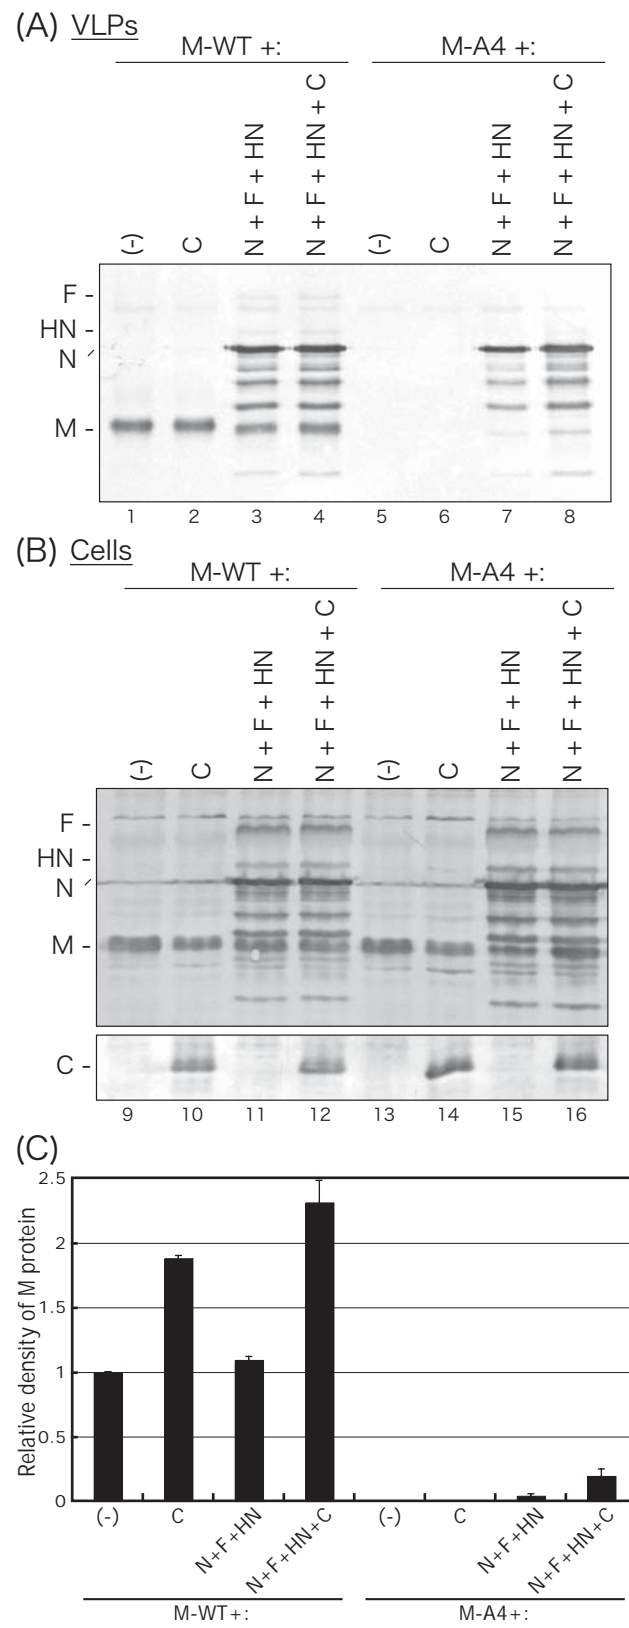 (A) VLPs
M-WT +: M-A4 +:
(-) C N + F + HN N + F + HN + C (-) C N + F + HN N + F + HN + C
F -
HN -
N
M -
1 2 3 4 5 6 7 8
(B) Cells
M-WT +: M-A4 +:
(-) C N + F + HN N + F + HN + C (-) C N + F + HN N + F + HN + C
F -
HN -
N
M -
C -
9 10 11 12 13 14 15 16
(C)
Relative density of M protein
2.5
2
1.5
1
0.5
0
(-) C N+F+HN N+F+HN+C (-) C N+F+HN N+F+HN+C
M-WT+: M-A4+: